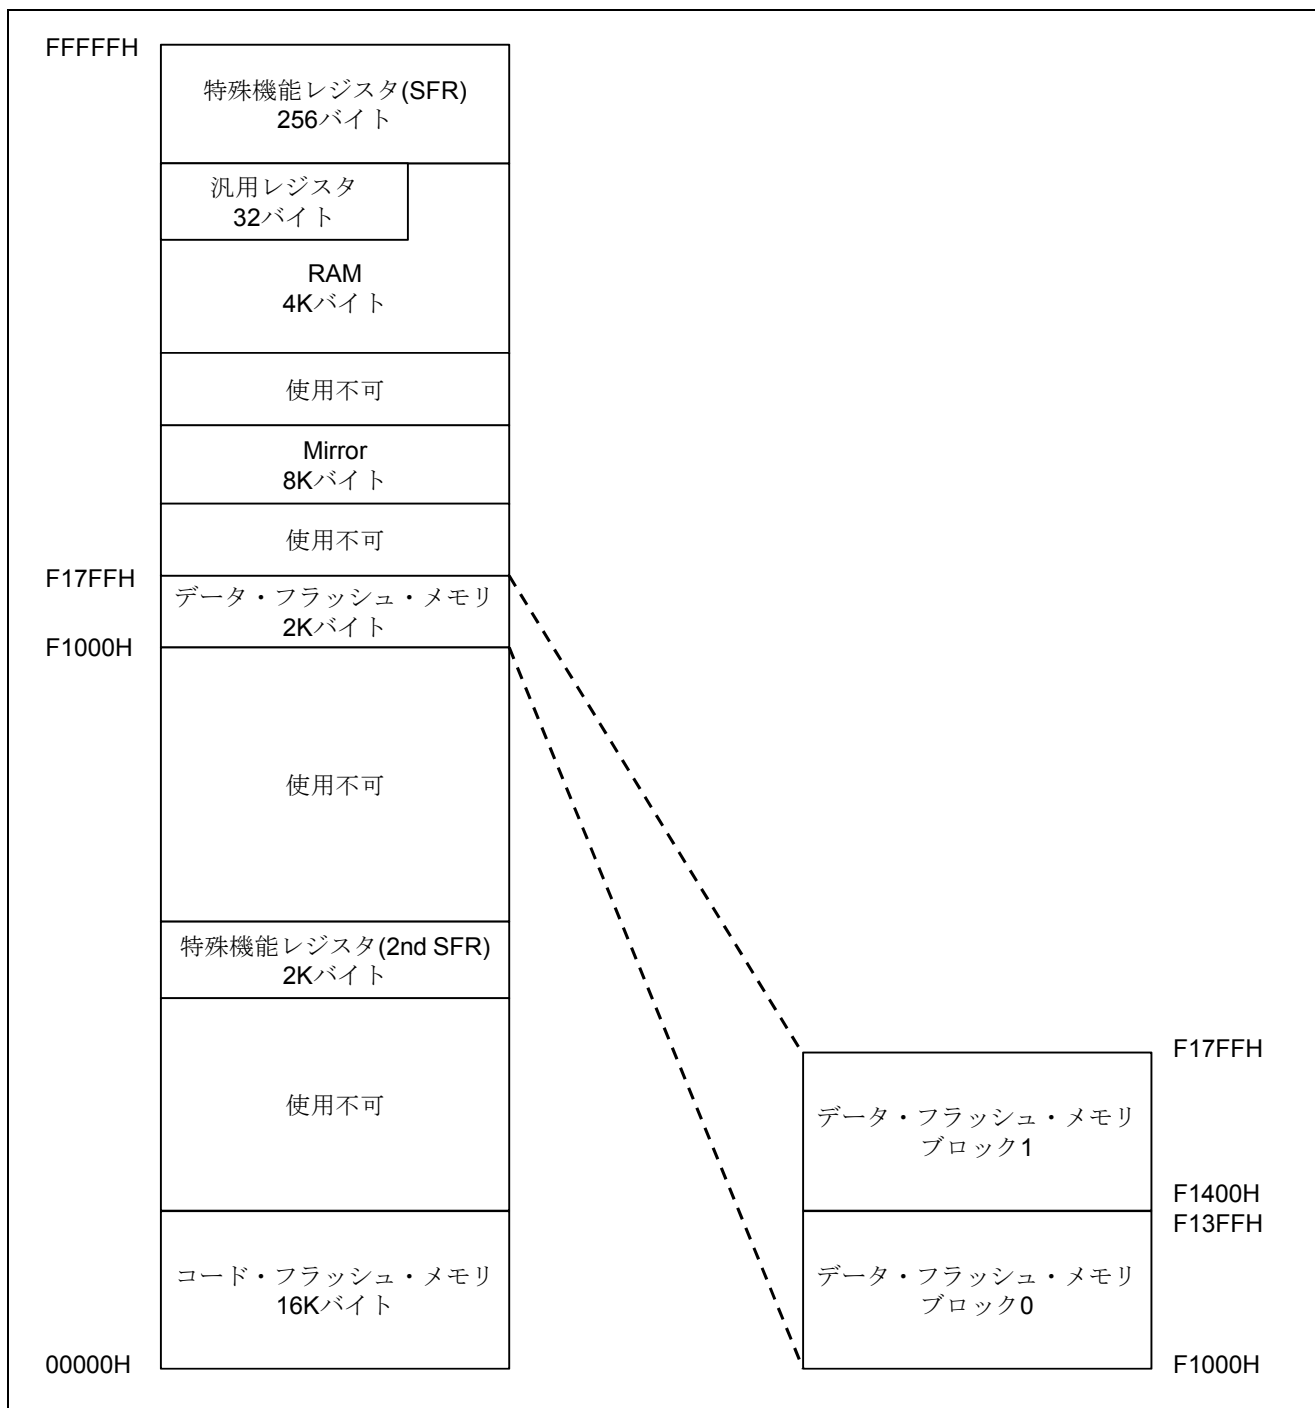 FFFFFH
特殊機能レジスタ(SFR)
256バイト
汎用レジスタ
32バイト
RAM
4Kバイト
使用不可
Mirror
8Kバイト
使用不可
F17FFH
データ・フラッシュ・メモリ
2Kバイト
F1000H
使用不可
特殊機能レジスタ(2nd SFR)
2Kバイト
使用不可
コード・フラッシュ・メモリ
16Kバイト
00000H
F17FFH
データ・フラッシュ・メモリ
ブロック1
F1400H
F13FFH
データ・フラッシュ・メモリ
ブロック0
F1000H